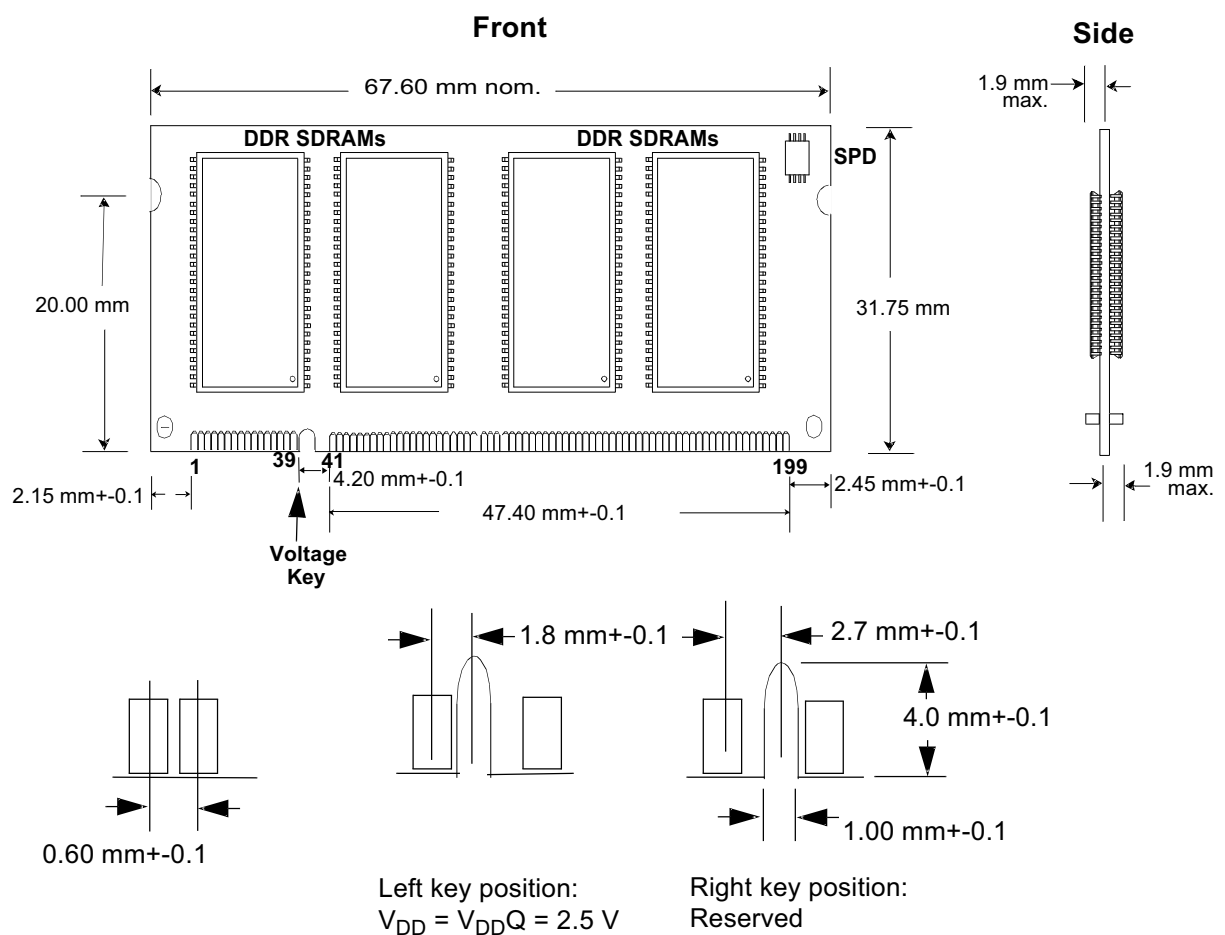 Front
Side
67.60 mm nom.
1.9 mm
max.
DDR SDRAMs
DDR SDRAMs
SPD
20.00 mm
31.75 mm
1
39
41
199
2.15 mm+-0.1
4.20 mm+-0.1
2.45 mm+-0.1
47.40 mm+-0.1
1.9 mm
max.
Voltage
Key
1.8 mm+-0.1
2.7 mm+-0.1
4.0 mm+-0.1
0.60 mm+-0.1
1.00 mm+-0.1
Left key position:
VDD = VDDQ = 2.5 V
Right key position:
Reserved